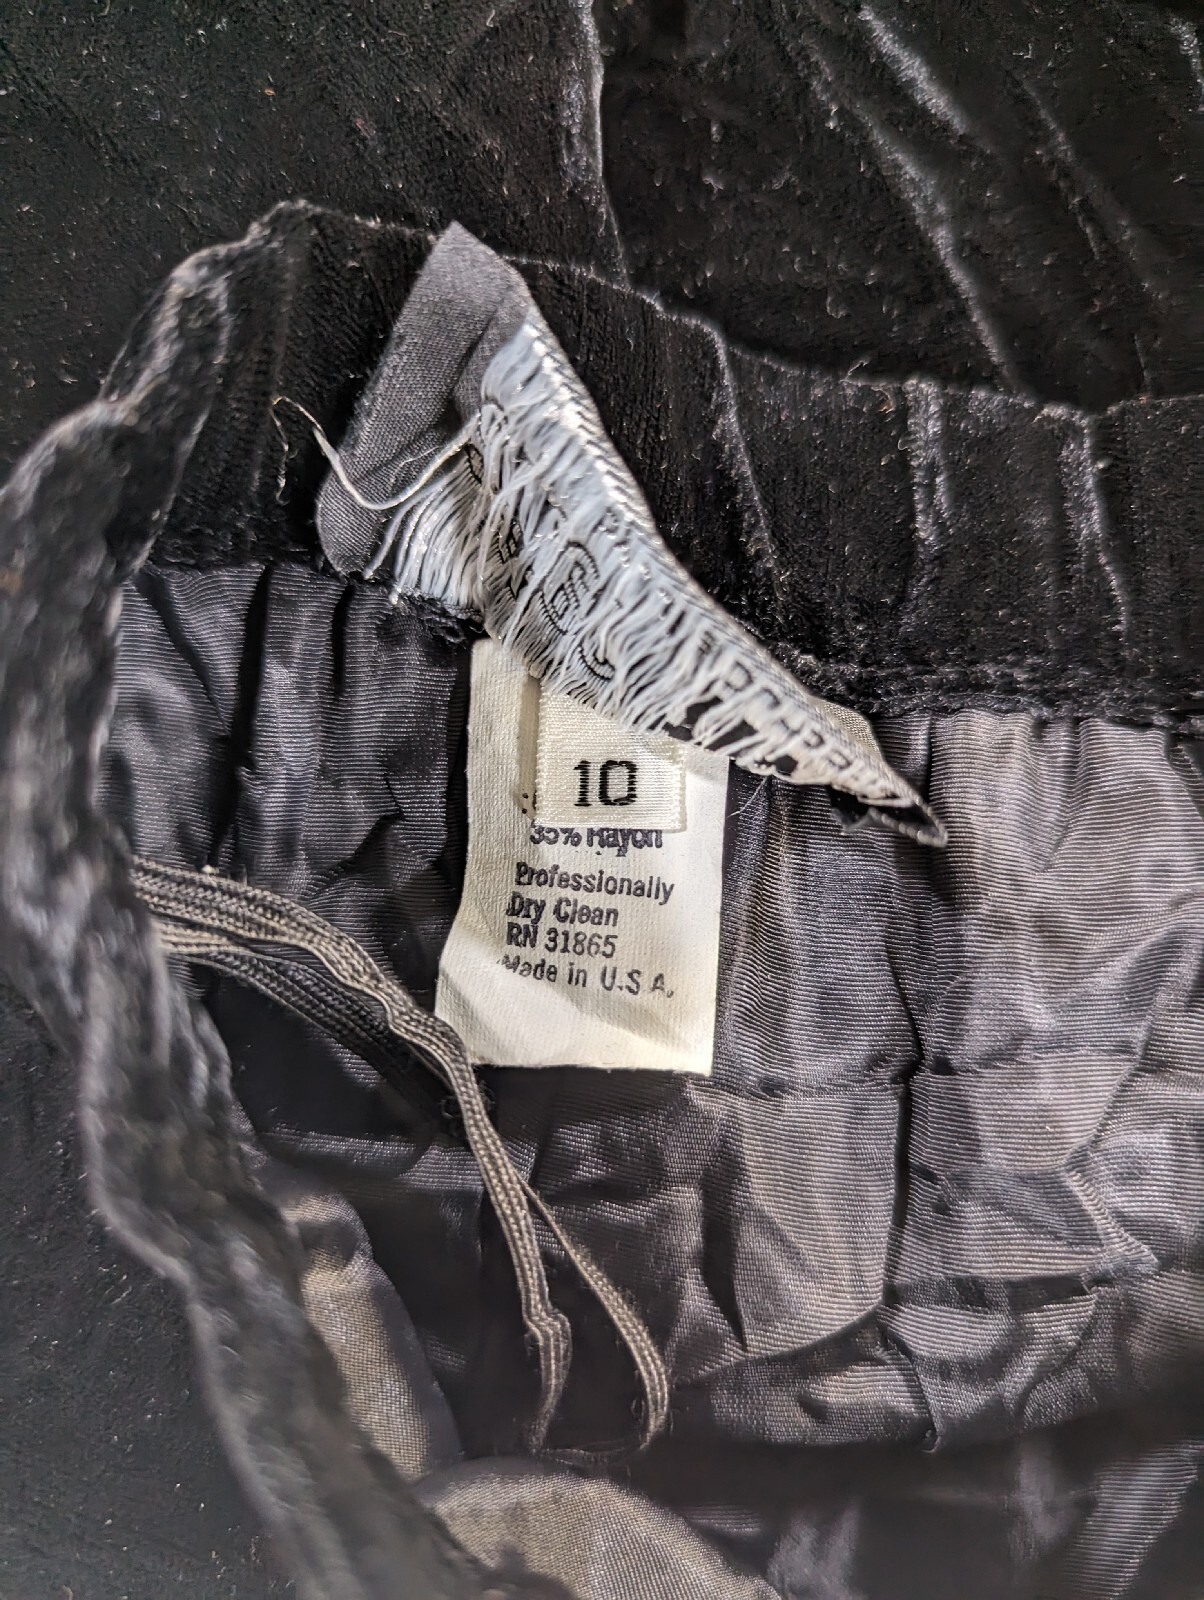 10
35% Rayon
Professionally
Dry Clean
RN 31865
Made in U.S.A.